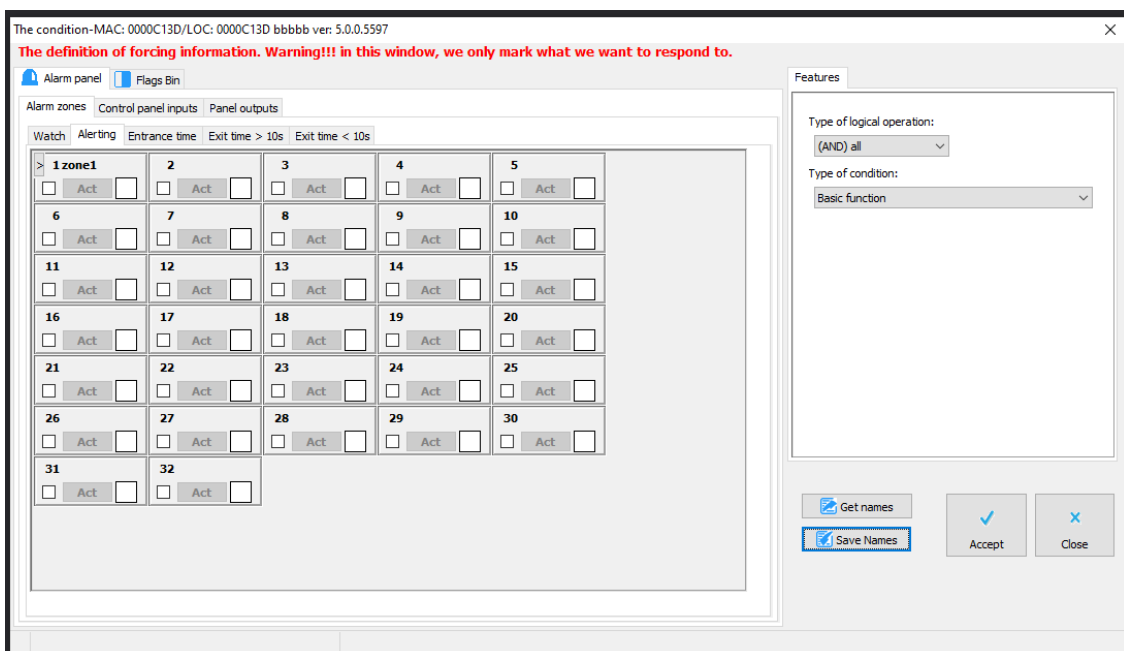 The condition-MAC: 0000C13D/LOC: 0000C13D bbbbb ver: 5.0.0.5597
The definition of forcing information. Warning!!! in this window, we only mark what we want to respond to.
Alarm panel Flags Bin
Alarm zones Control panel inputs Panel outputs
Watch Alerting Entrance time Exit time > 10s Exit time < 10s
> 1 zone1 2 3 4 5
Act Act Act Act Act
6 7 8 9 10
Act Act Act Act Act
11 12 13 14 15
Act Act Act Act Act
16 17 18 19 20
Act Act Act Act Act
21 22 23 24 25
Act Act Act Act Act
26 27 28 29 30
Act Act Act Act Act
31 32
Act Act
Features
Type of logical operation:
(AND) all
Type of condition:
Basic function
Get names
Save Names
Accept
Close